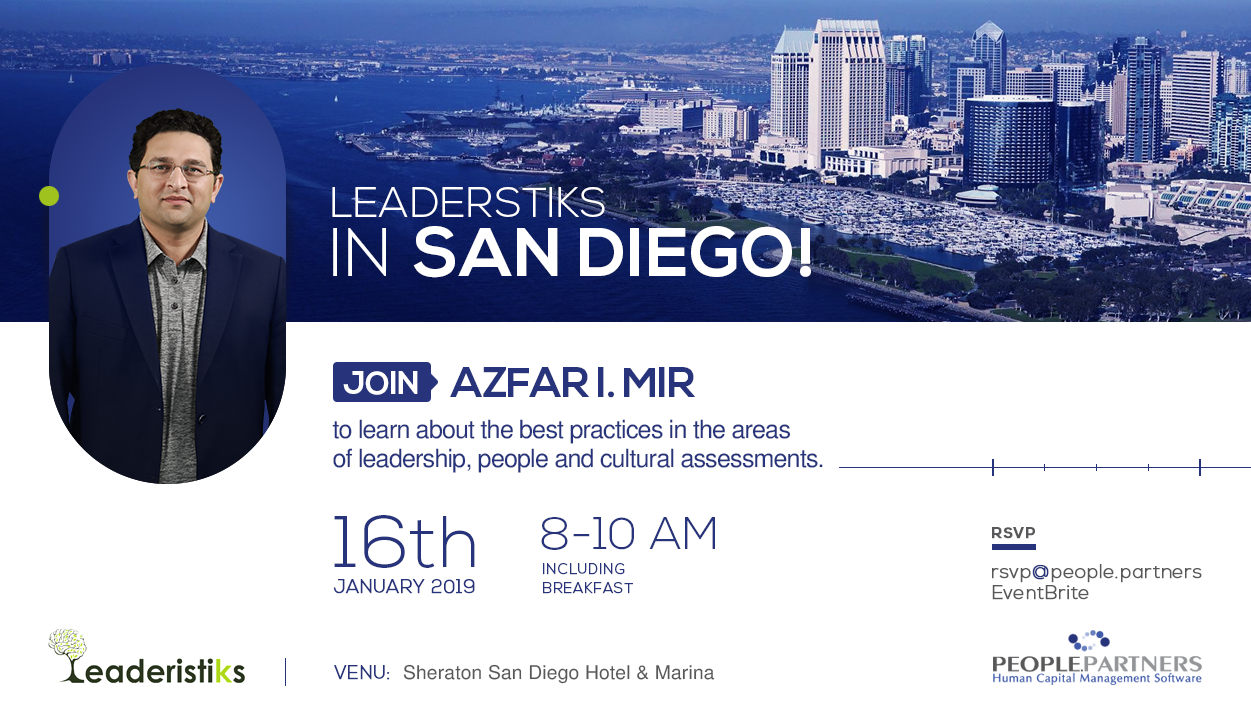 LEADERSTIKS
IN SAN DIEGO!
JOIN AZFAR I. MIR
to learn about the best practices in the areas
of leadership, people and cultural assessments.
16th
JANUARY 2019
8-10 AM
INCLUDING
BREAKFAST
RSVP
rsvp@people.partners
EventBrite
Leaderistiks
VENU: Sheraton San Diego Hotel & Marina
PEOPLE.PARTNERS
Human Capital Management Software